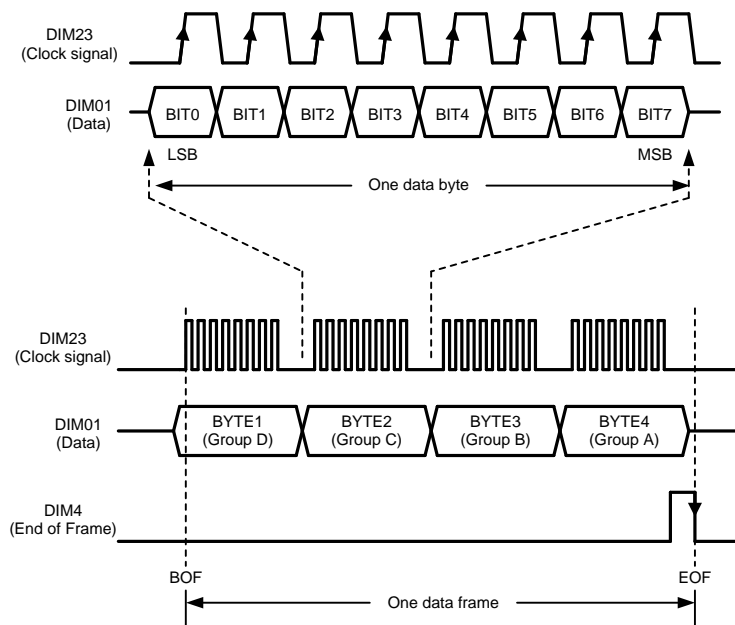 DIM23
(Clock signal)
DIM01
(Data)
BIT0 BIT1 BIT2 BIT3 BIT4 BIT5 BIT6 BIT7
LSB MSB
One data byte
DIM23
(Clock signal)
DIM01
(Data)
BYTE1 BYTE2 BYTE3 BYTE4
(Group D) (Group C) (Group B) (Group A)
DIM4
(End of Frame)
BOF EOF
One data frame